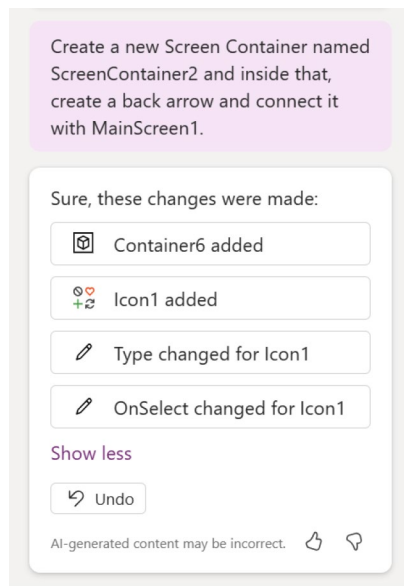 Create a new Screen Container named
ScreenContainer2 and inside that,
create a back arrow and connect it
with MainScreen1.
Sure, these changes were made:
Container6 added
Icon1 added
Type changed for Icon1
OnSelect changed for Icon1
Show less
Undo
AI-generated content may be incorrect.